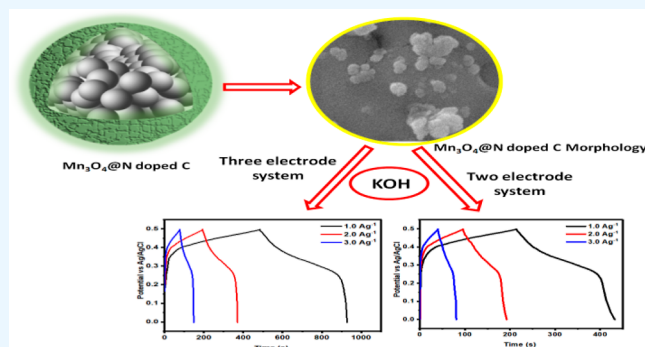 Mn₃O₄@N doped C
Mn₃O₄@N doped C Morphology
Three electrode
system
KOH
Two electrode
system
1.0 Ag⁻¹
2.0 Ag⁻¹
3.0 Ag⁻¹
Potential vs Ag/AgCl
0.5
0.4
0.3
0.2
0.1
0.0
0 200 400 600 800 1000
1.0 Ag⁻¹
2.0 Ag⁻¹
3.0 Ag⁻¹
Potential vs Ag/AgCl
0.5
0.4
0.3
0.2
0.1
0.0
0 100 200 300 400
Time (s)